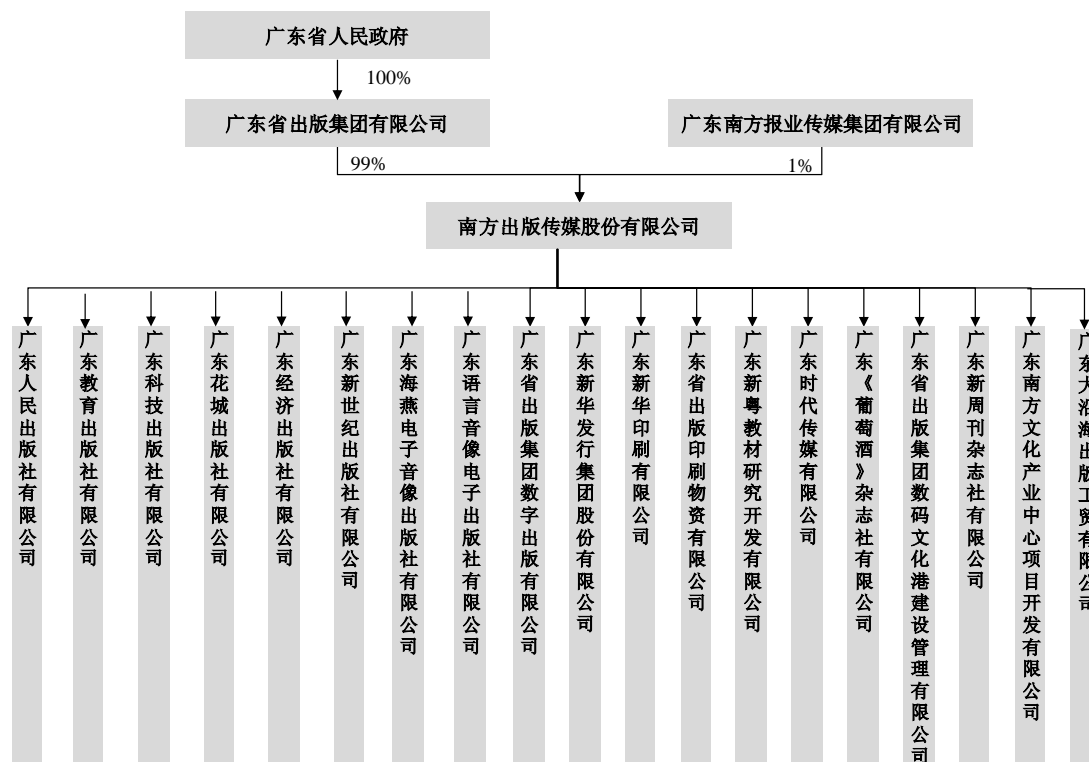 广东省人民政府
100%
广东省出版集团有限公司
广东南方报业传媒集团有限公司
99%
1%
南方出版传媒股份有限公司
广东人民出版社有限公司
广东教育出版社有限公司
广东科技出版社有限公司
广东花城出版社有限公司
广东经济出版社有限公司
广东新世纪出版社有限公司
广东海燕电子音像出版社有限公司
广东语言音像电子出版社有限公司
广东省出版集团数字出版有限公司
广东新华发行集团股份有限公司
广东新华印刷有限公司
广东省出版印刷物资有限公司
广东新粤教材研究开发有限公司
广东时代传媒有限公司
广东《葡萄酒》杂志社有限公司
广东省出版集团数码文化港建设管理有限公司
广东新周刊杂志社有限公司
广东南方文化产业中心项目开发有限公司
广东大沿海出版工贸有限公司